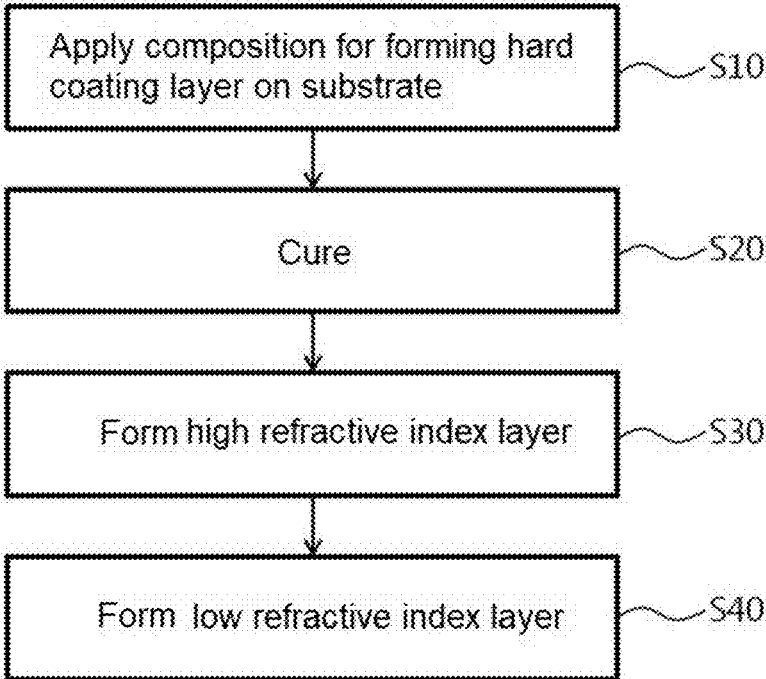 Apply composition for forming hard
coating layer on substrate
S10
Cure
S20
Form high refractive index layer
S30
Form low refractive index layer
S40